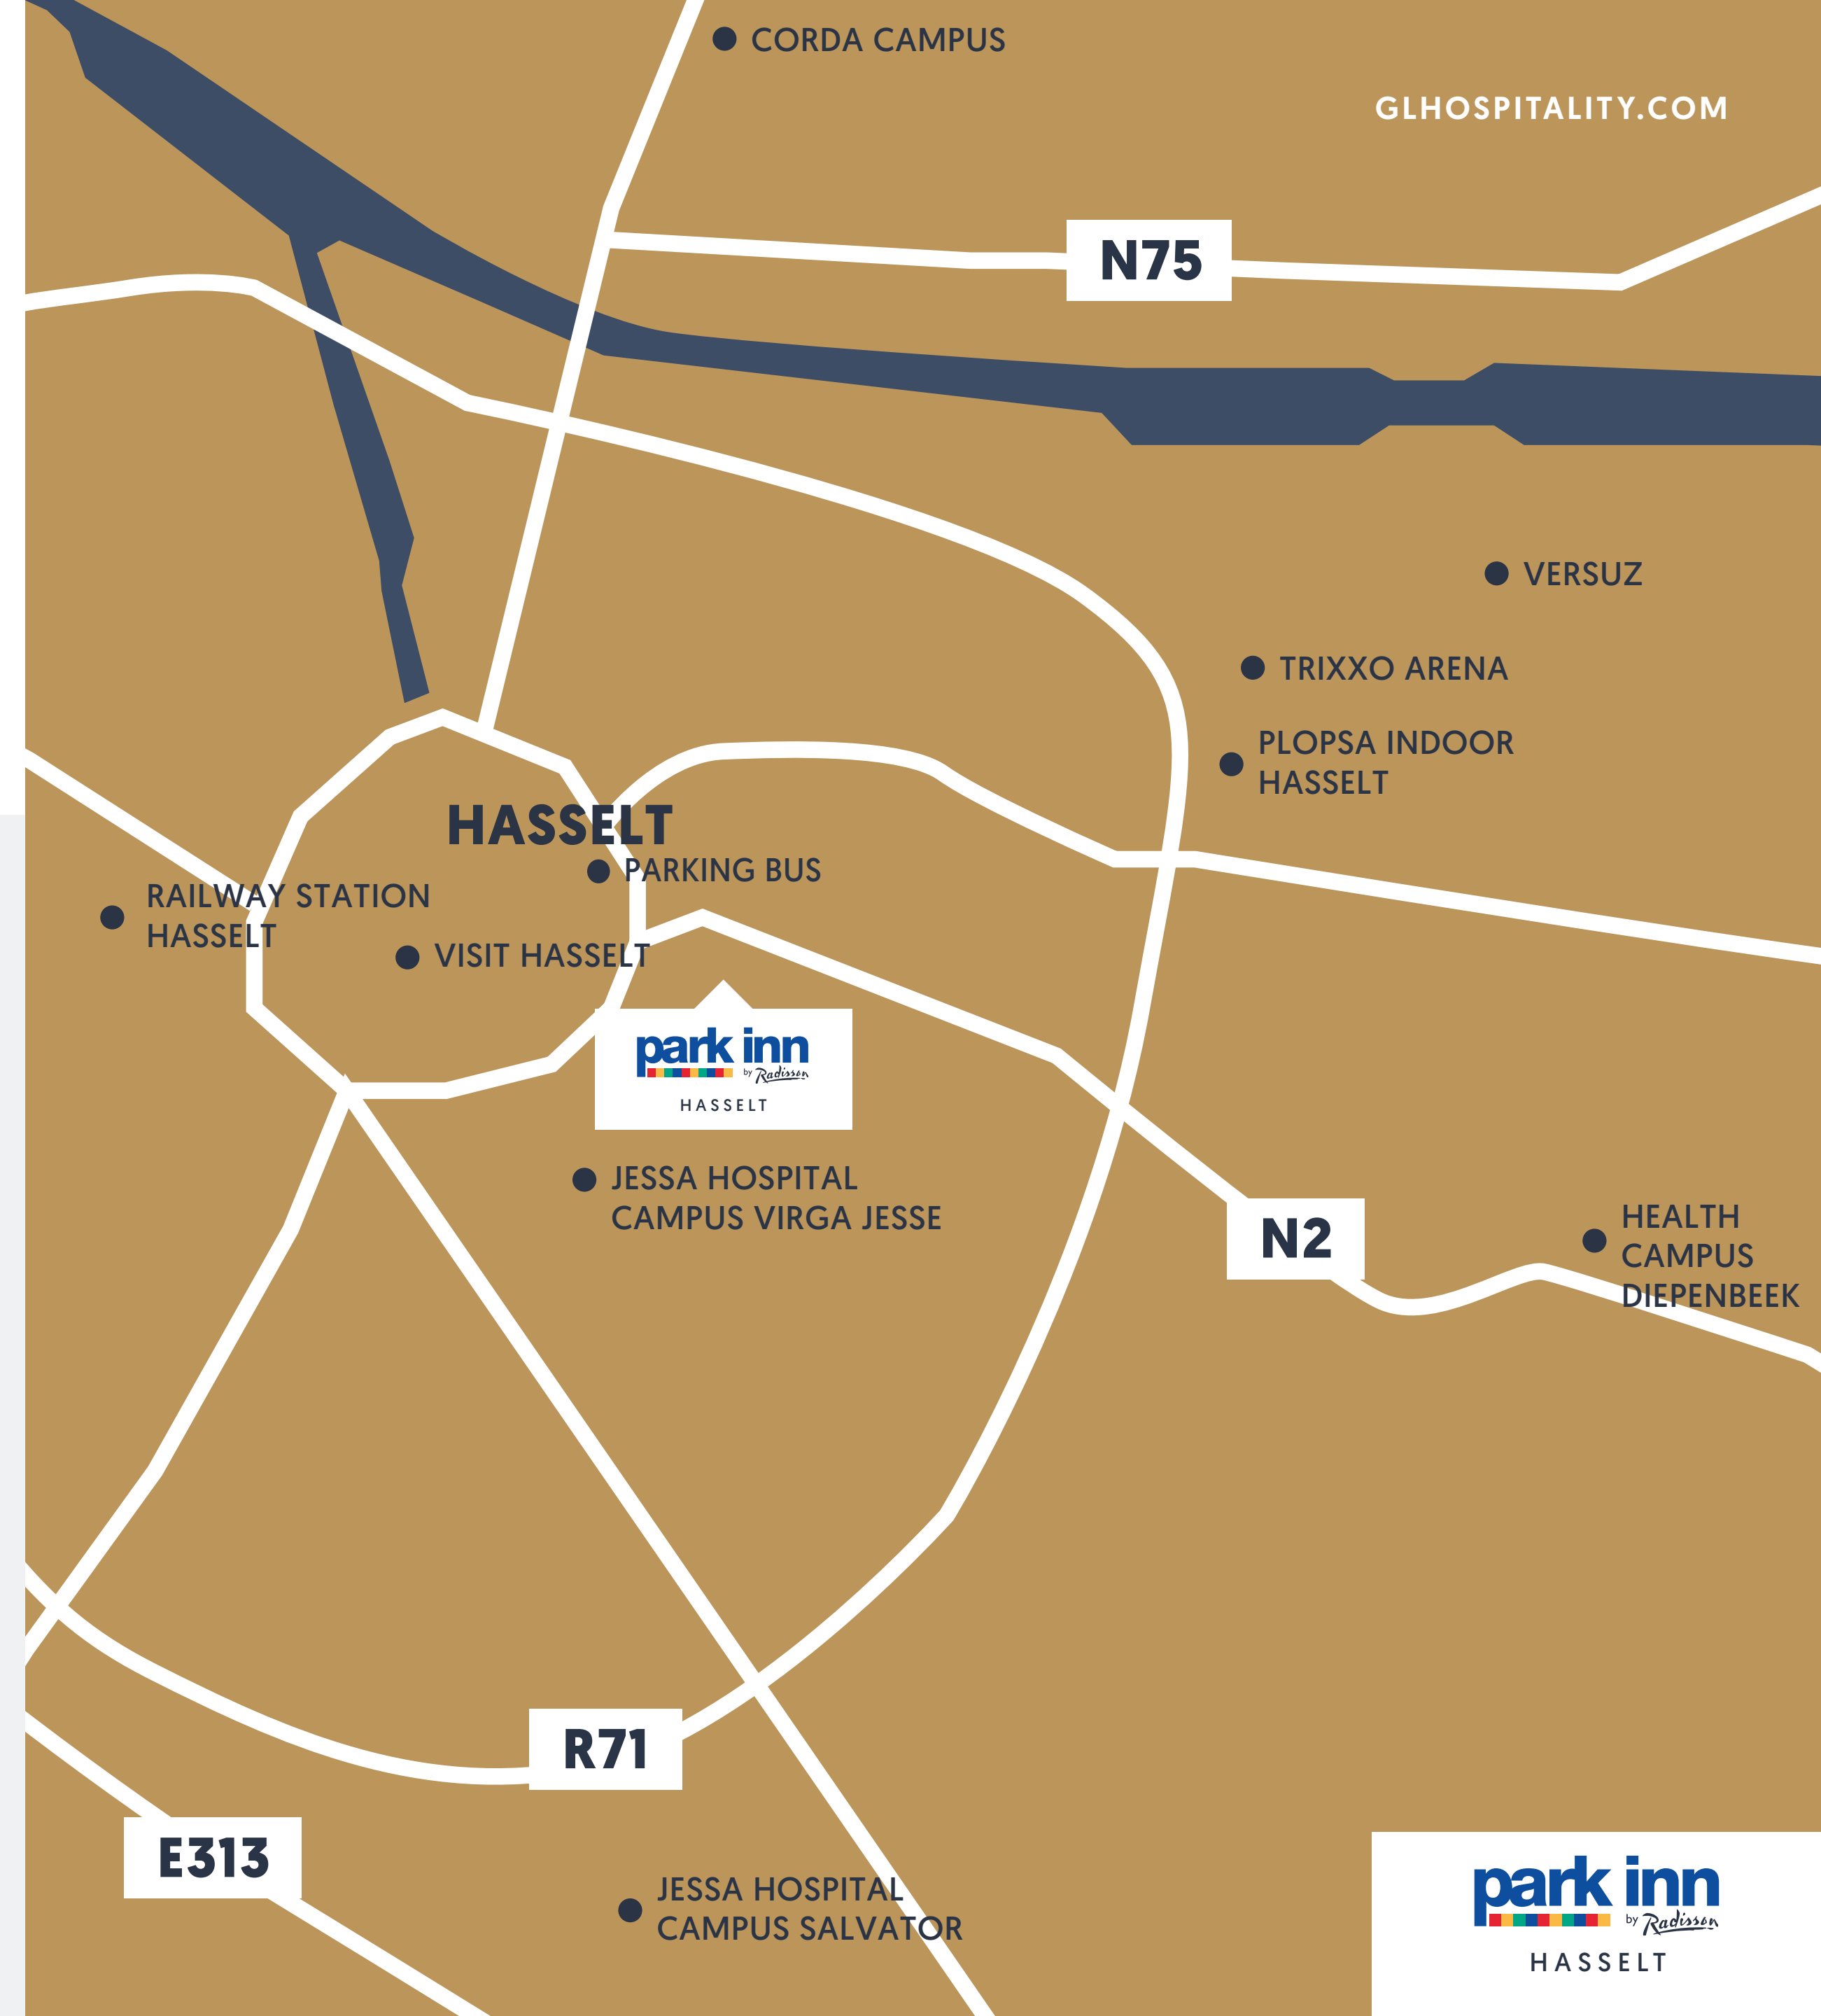 CORDA CAMPUS
GLHOSPITALITY.COM
N75
VERSUZ
TRIXXO ARENA
PLOPSA INDOOR
HASSELT
HASSELT
PARKING BUS
RAILWAY STATION
HASSELT
VISIT HASSELT
park inn
by Radisson
HASSELT
JESSA HOSPITAL
CAMPUS VIRGA JESSE
N2
HEALTH
CAMPUS
DIEPENBEEK
R71
E313
JESSA HOSPITAL
CAMPUS SALVATOR
park inn
by Radisson
HASSELT